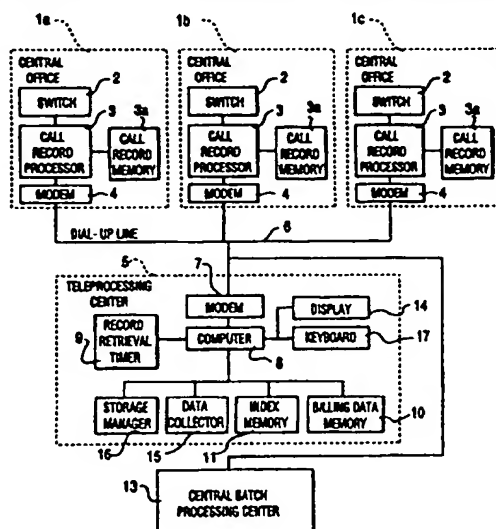 1a
1b
1c
CENTRAL
OFFICE
2
SWITCH
3
3a
CALL
RECORD
PROCESSOR
CALL
RECORD
MEMORY
MODEM
4
CENTRAL
OFFICE
2
SWITCH
3
3a
CALL
RECORD
PROCESSOR
CALL
RECORD
MEMORY
MODEM
4
CENTRAL
OFFICE
2
SWITCH
3
3a
CALL
RECORD
PROCESSOR
CALL
RECORD
MEMORY
MODEM
4
DIAL-UP LINE
6
5
7
TELEPROCESSING
CENTER
MODEM
DISPLAY
14
RECORD
RETRIEVAL
TIMER
9
COMPUTER
8
KEYBOARD
17
STORAGE
MANAGER
16
DATA
COLLECTOR
15
INDEX
MEMORY
11
BILLING DATA
MEMORY
10
13
CENTRAL BATCH
PROCESSING CENTER